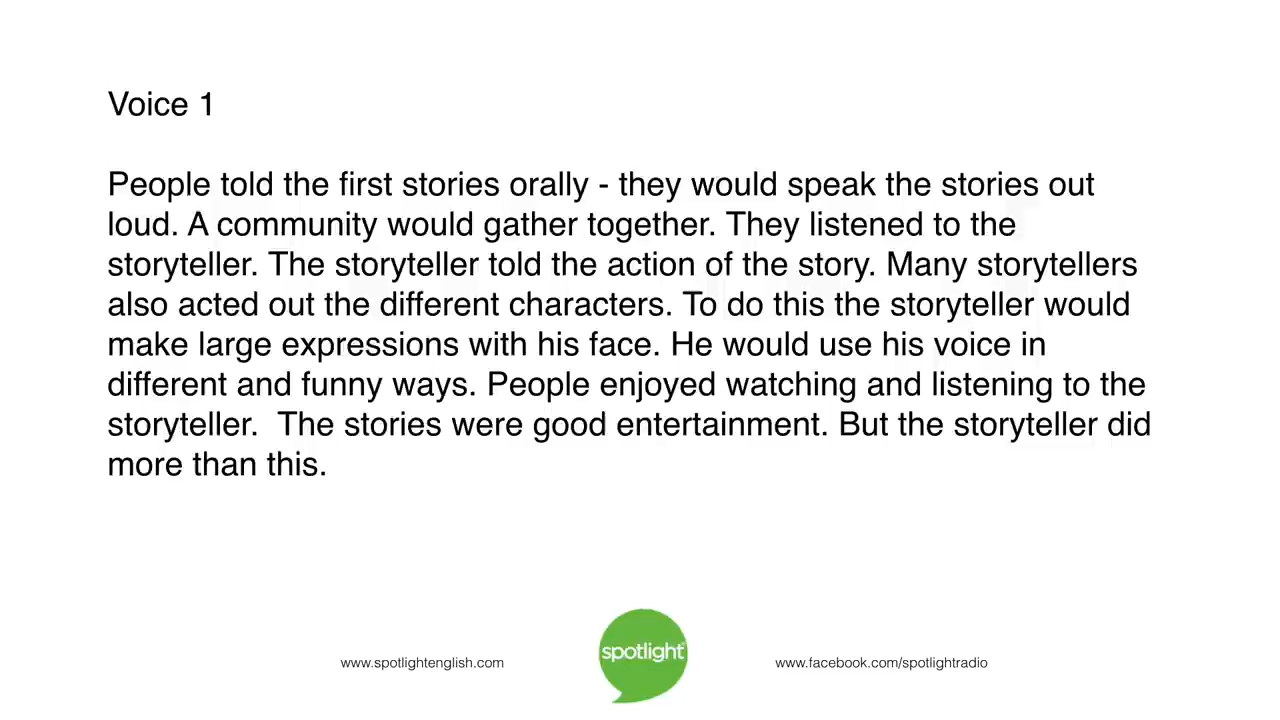 Voice 1
People told the first stories orally - they would speak the stories out
loud. A community would gather together. They listened to the
storyteller. The storyteller told the action of the story. Many storytellers
also acted out the different characters. To do this the storyteller would
make large expressions with his face. He would use his voice in
different and funny ways. People enjoyed watching and listening to the
storyteller.  The stories were good entertainment. But the storyteller did
more than this.
www.spotlightenglish.com
spotlight
www.facebook.com/spotlightradio